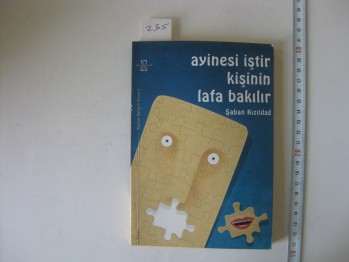 235
ayinesi iştir
kişinin
lafa bakılır
Şaban Kızıldağ